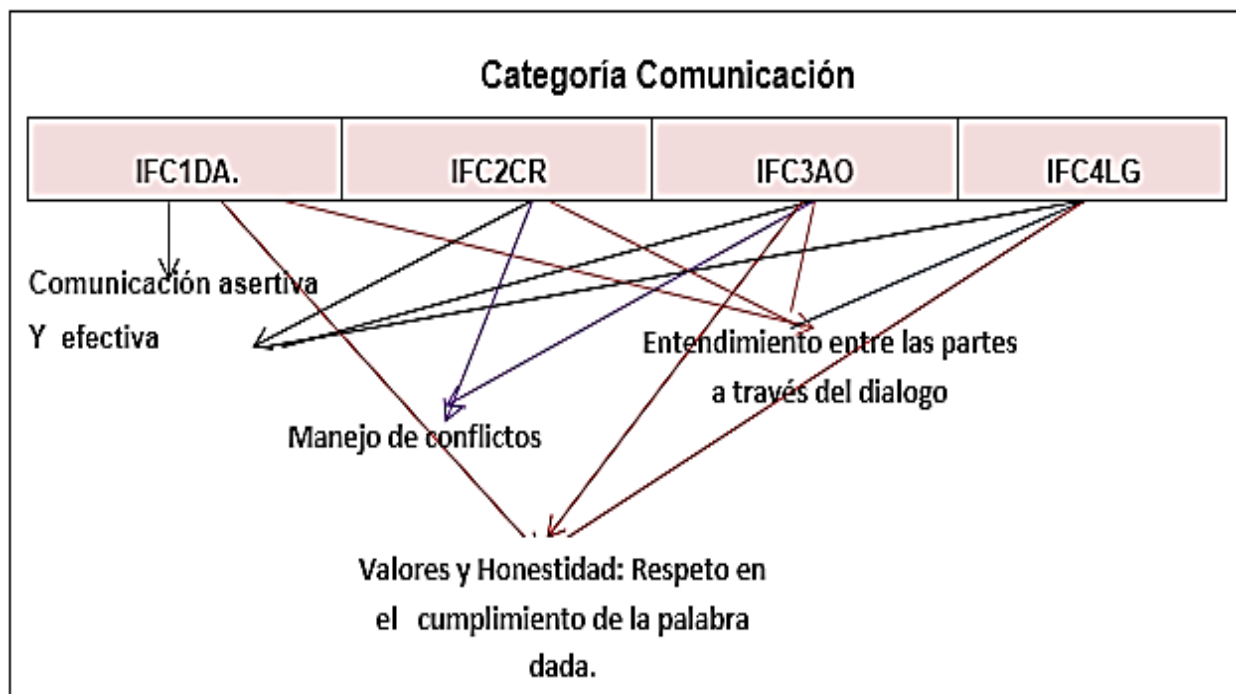 Categoría Comunicación
IFC1DA. IFC2CR IFC3AO IFC4LG
Comunicación asertiva
Y efectiva
Entendimiento entre las partes
a través del dialogo
Manejo de conflictos
Valores y Honestidad: Respeto en
el cumplimiento de la palabra
dada.